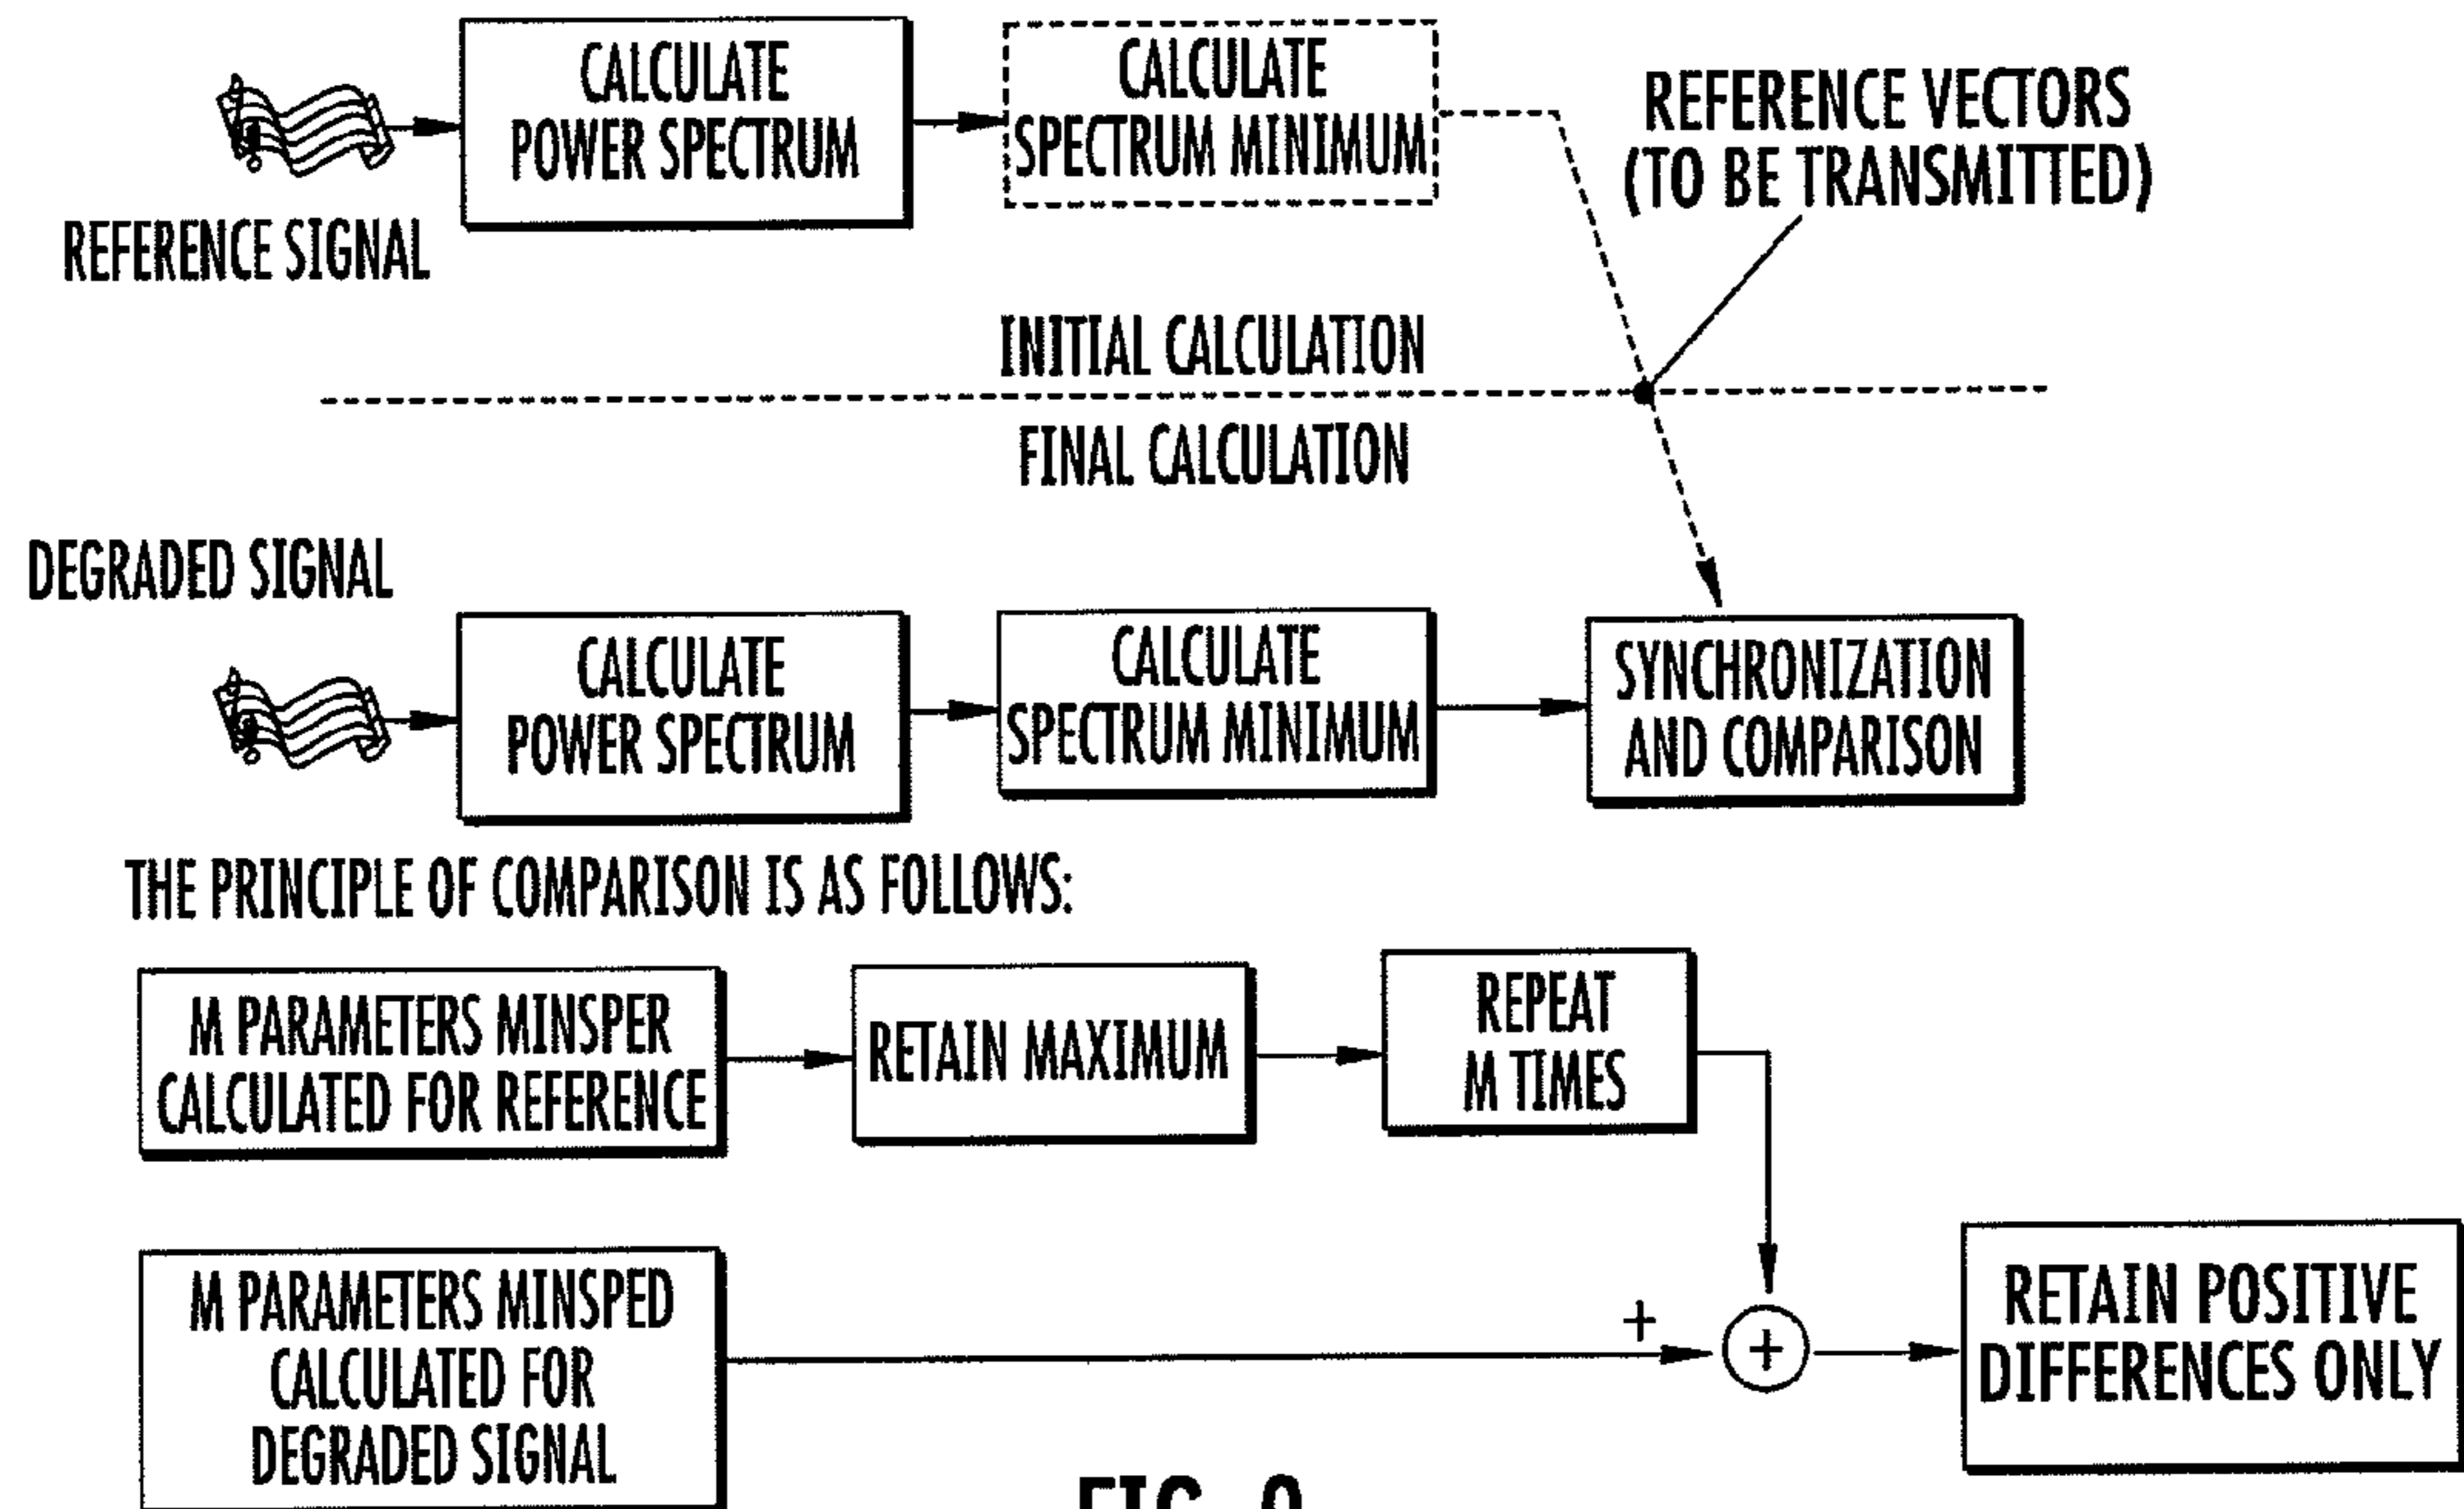 CALCULATE
POWER SPECTRUM
CALCULATE
SPECTRUM MINIMUM
REFERENCE VECTORS
(TO BE TRANSMITTED)
REFERENCE SIGNAL
INITIAL CALCULATION
FINAL CALCULATION
DEGRADED SIGNAL
CALCULATE
POWER SPECTRUM
CALCULATE
SPECTRUM MINIMUM
SYNCHRONIZATION
AND COMPARISON
THE PRINCIPLE OF COMPARISON IS AS FOLLOWS:
M PARAMETERS MINSPER
CALCULATED FOR REFERENCE
RETAIN MAXIMUM
REPEAT
M TIMES
M PARAMETERS MINSPED
CALCULATED FOR
DEGRADED SIGNAL
+
+
RETAIN POSITIVE
DIFFERENCES ONLY
FIG.